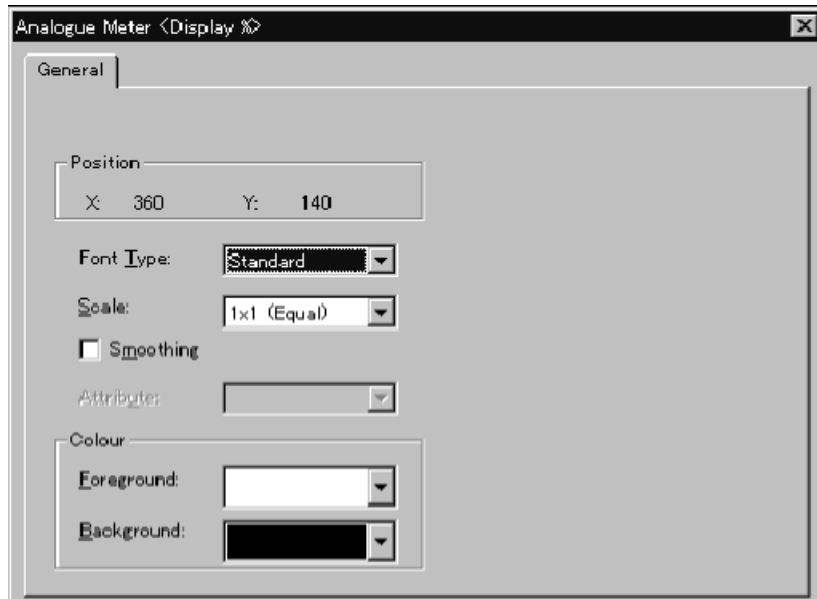 Analogue Meter <Display %>
General
Position
X: 360 Y: 140
Font Type: Standard
Scale: 1x1 (Equal)
Smoothing
Attribute:
Colour
Foreground:
Background: